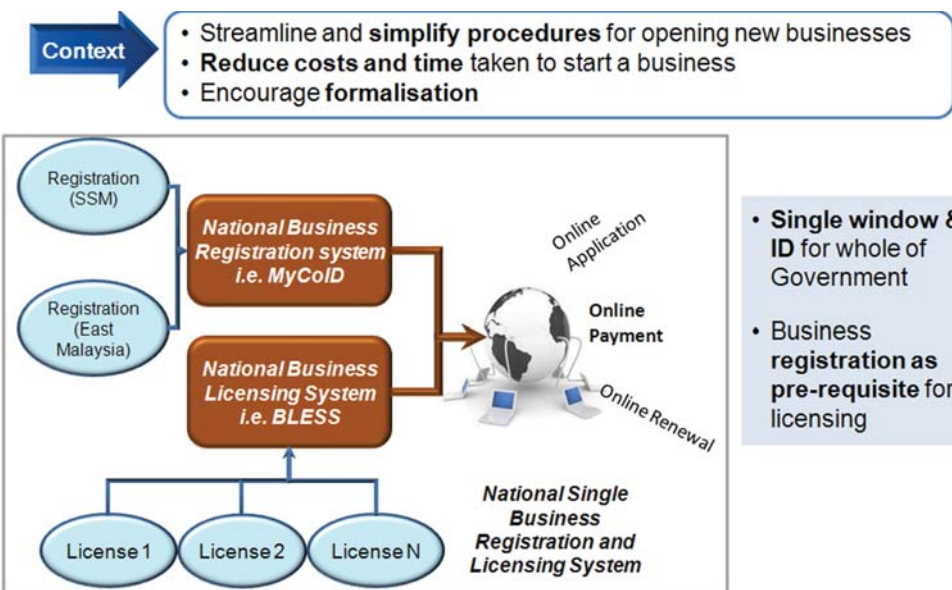 Context
• Streamline and simplify procedures for opening new businesses
• Reduce costs and time taken to start a business
• Encourage formalisation
Registration
(SSM)
National Business
Registration system
i.e. MyCoID
Registration
(East
Malaysia)
National Business
Licensing System
i.e. BLESS
License 1
License 2
License N
Online
Application
Online
Payment
Online Renewal
National Single
Business
Registration and
Licensing System
• Single window &
ID for whole of
Government
• Business
registration as
pre-requisite for
licensing